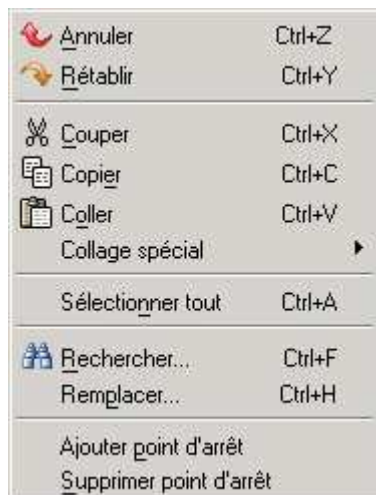 Annuler Ctrl+Z
Rétablir Ctrl+Y
Couper Ctrl+X
Copier Ctrl+C
Coller Ctrl+V
Collage spécial
Sélectionner tout Ctrl+A
Rechercher... Ctrl+F
Remplacer... Ctrl+H
Ajouter point d'arrêt
Supprimer point d'arrêt